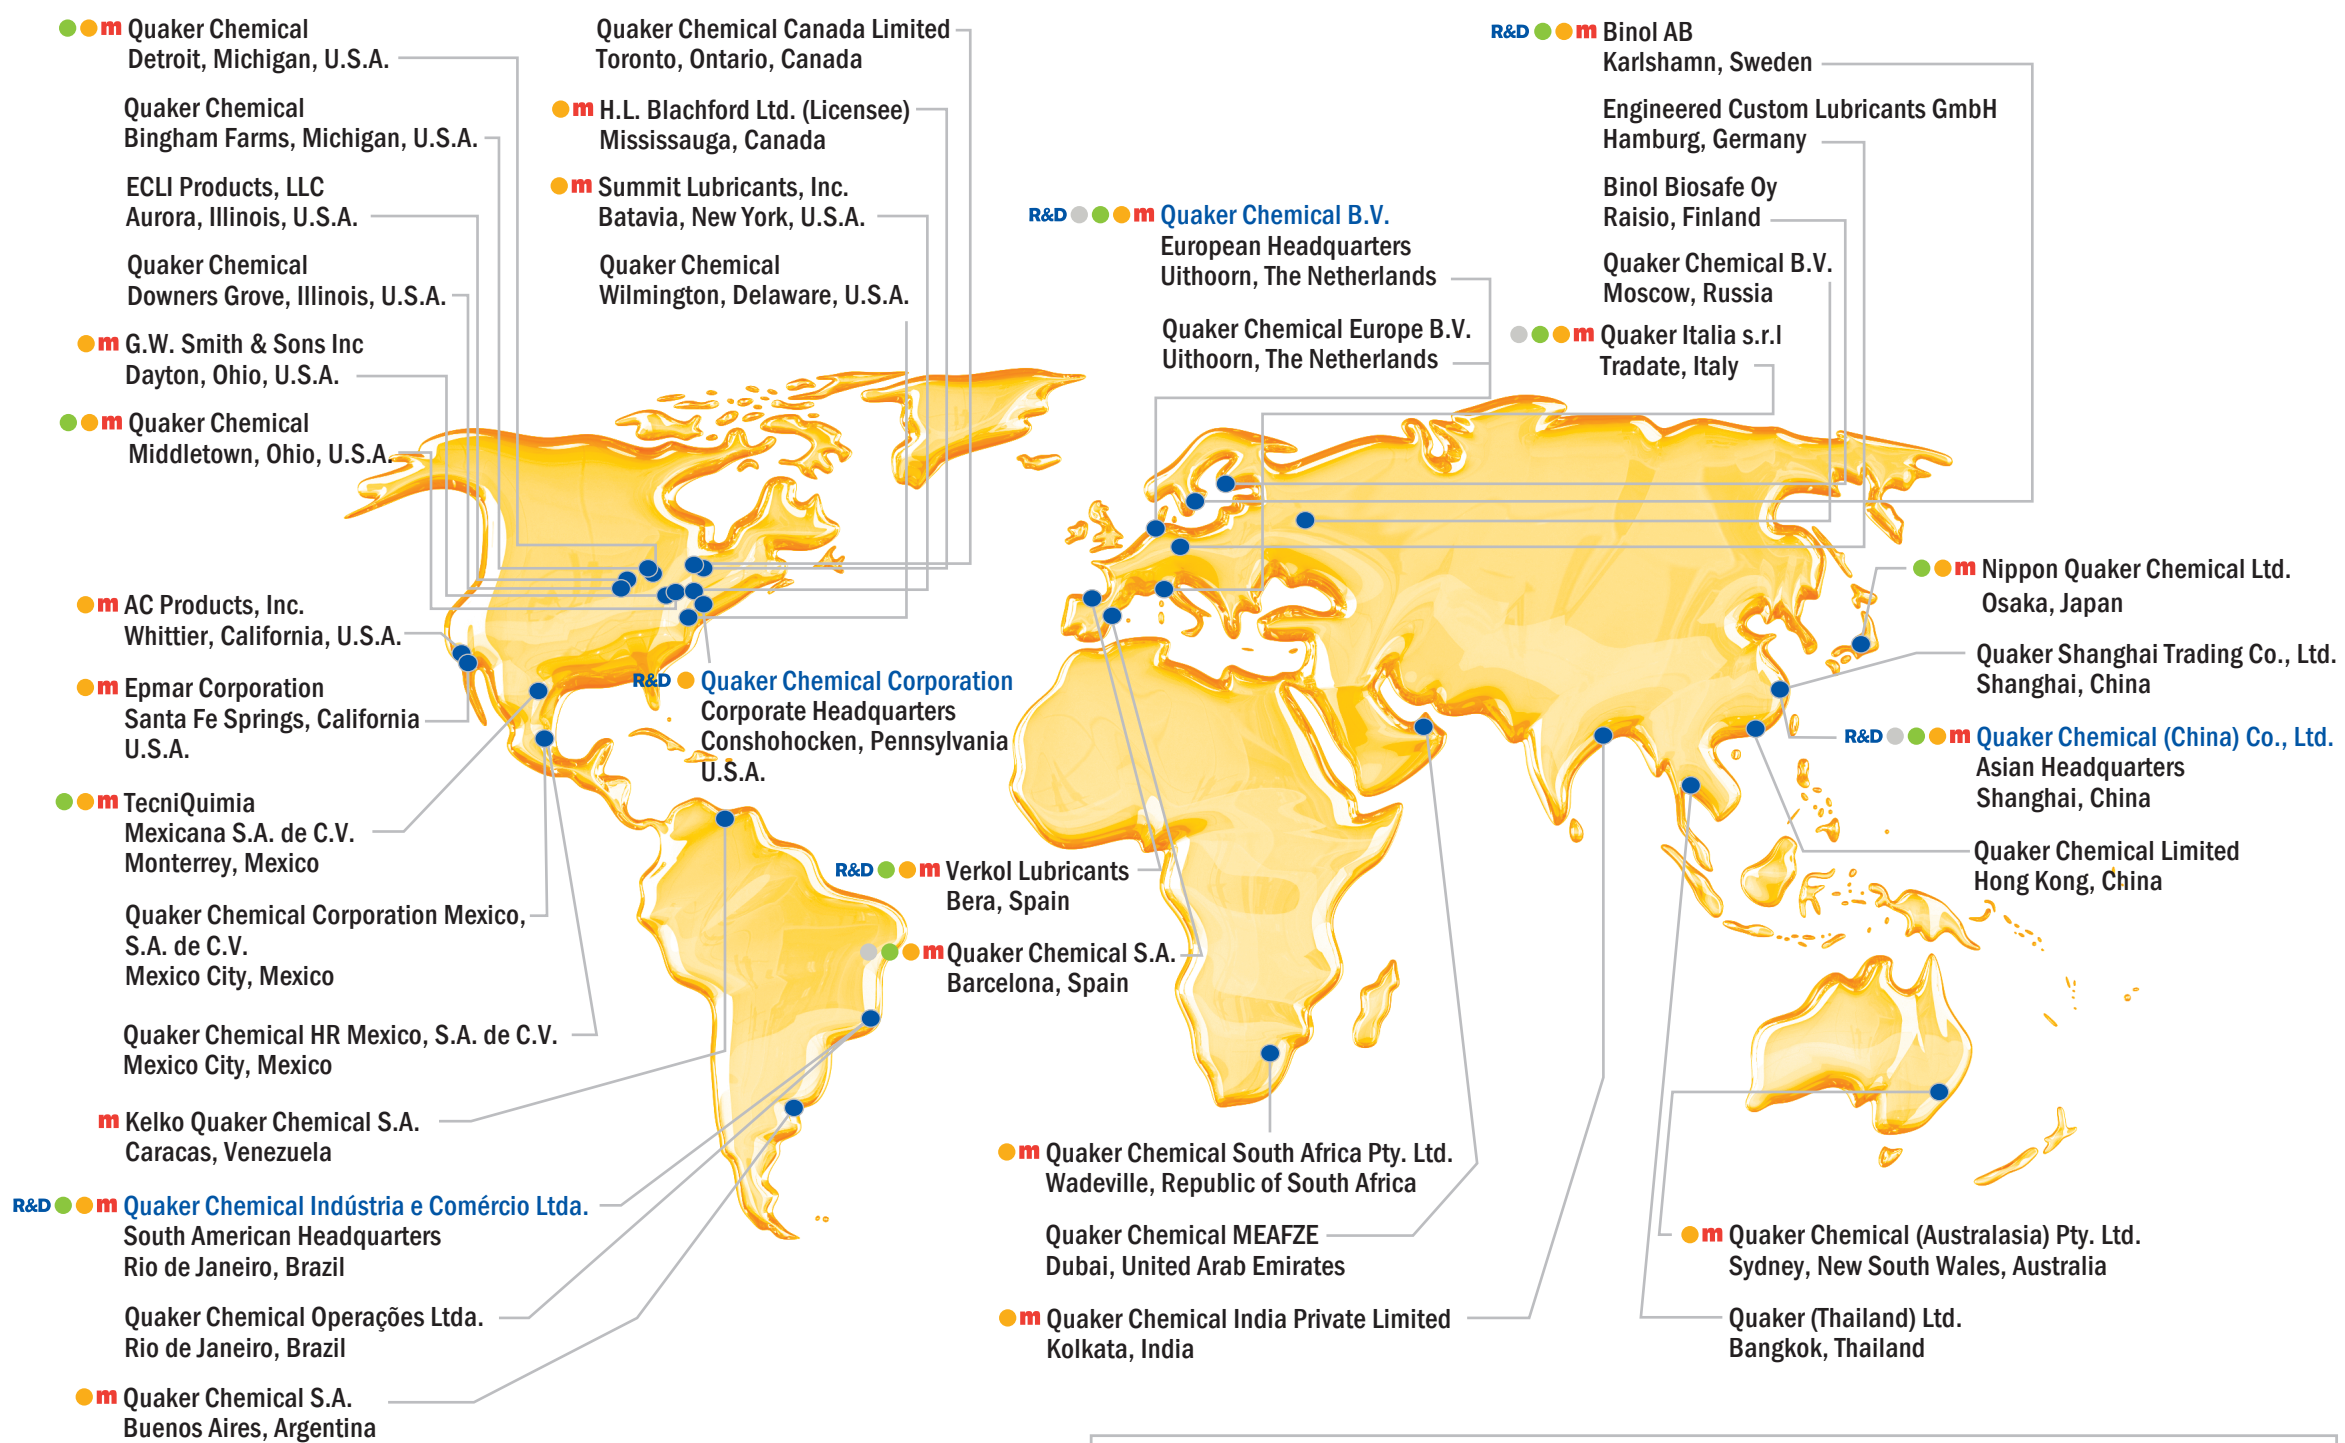 m Quaker Chemical
Detroit, Michigan, U.S.A.
Quaker Chemical
Bingham Farms, Michigan, U.S.A.
ECLI Products, LLC
Aurora, Illinois, U.S.A.
Quaker Chemical
Downers Grove, Illinois, U.S.A.
m G.W. Smith & Sons Inc
Dayton, Ohio, U.S.A.
m Quaker Chemical
Middletown, Ohio, U.S.A.
m AC Products, Inc.
Whittier, California, U.S.A.
m Epmar Corporation
Santa Fe Springs, California
U.S.A.
m TecniQuimia
Mexicana S.A. de C.V.
Monterrey, Mexico
Quaker Chemical Corporation Mexico,
S.A. de C.V.
Mexico City, Mexico
Quaker Chemical HR Mexico, S.A. de C.V.
Mexico City, Mexico
m Kelko Quaker Chemical S.A.
Caracas, Venezuela
R&D m Quaker Chemical Indústria e Comércio Ltda.
South American Headquarters
Rio de Janeiro, Brazil
Quaker Chemical Operações Ltda.
Rio de Janeiro, Brazil
m Quaker Chemical S.A.
Buenos Aires, Argentina
Quaker Chemical Canada Limited
Toronto, Ontario, Canada
m H.L. Blachford Ltd. (Licensee)
Mississauga, Canada
m Summit Lubricants, Inc.
Batavia, New York, U.S.A.
Quaker Chemical
Wilmington, Delaware, U.S.A.
R&D Quaker Chemical Corporation
Corporate Headquarters
Conshohocken, Pennsylvania
U.S.A.
R&D m Verkol Lubricants
Bera, Spain
m Quaker Chemical S.A.
Barcelona, Spain
R&D m Quaker Chemical B.V.
European Headquarters
Uithoorn, The Netherlands
Quaker Chemical Europe B.V.
Uithoorn, The Netherlands
m Quaker Chemical South Africa Pty. Ltd.
Wadeville, Republic of South Africa
Quaker Chemical MEAFZE
Dubai, United Arab Emirates
m Quaker Chemical India Private Limited
Kolkata, India
R&D m Binol AB
Karlshamn, Sweden
Engineered Custom Lubricants GmbH
Hamburg, Germany
Binol Biosafe Oy
Raisio, Finland
Quaker Chemical B.V.
Moscow, Russia
m Quaker Italia s.r.l
Tradate, Italy
m Nippon Quaker Chemical Ltd.
Osaka, Japan
Quaker Shanghai Trading Co., Ltd.
Shanghai, China
R&D m Quaker Chemical (China) Co., Ltd.
Asian Headquarters
Shanghai, China
Quaker Chemical Limited
Hong Kong, China
m Quaker Chemical (Australasia) Pty. Ltd.
Sydney, New South Wales, Australia
Quaker (Thailand) Ltd.
Bangkok, Thailand